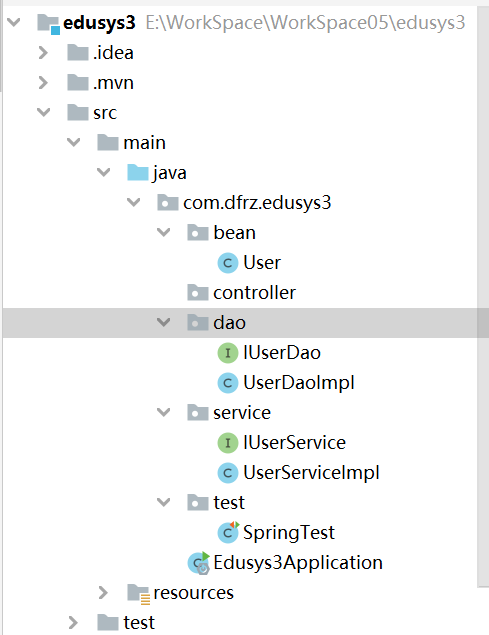 edusys3 E:\WorkSpace\WorkSpace05\edusys3
.idea
.mvn
src
main
java
com.dfrz.edusys3
bean
C User
controller
dao
I IUserDao
C UserDaoImpl
service
I IUserService
C UserServiceImpl
test
C SpringTest
C Edusys3Application
resources
test